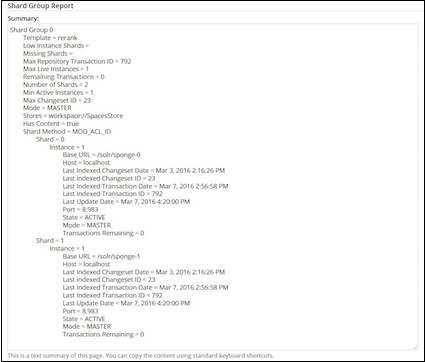 Shard Group Report
Summary:
Shard Group 0
Template = rerank
Low Instance Shards =
Missing Shards =
Max Repository Transaction ID = 792
Max Live Instances = 1
Remaining Transactions = 0
Number of Shards = 2
Min Active Instances = 1
Max Changeset ID = 23
Mode = MASTER
Stores = workspace://SpacesStore
Has Content = true
Shard Method = MOD_ACL_ID
Shard = 0
Instance = 1
Base URL = /solr/sponge-0
Host = localhost
Last Indexed Changeset Date = Mar 3, 2016 2:16:26 PM
Last indexed Changeset ID = 23
Last Indexed Transaction Date = Mar 7, 2016 2:56:58 PM
Last Indexed Transaction ID = 792
Last Update Date = Mar 7, 2016 4:20:00 PM
Port = 8,983
State = ACTIVE
Mode = MASTER
Transactions Remaining = 0
Shard = 1
Instance = 1
Base URL = /solr/sponge-1
Host = localhost
Last Indexed Changeset Date = Mar 3, 2016 2:16:26 PM
Last indexed Changeset ID = 23
Last Indexed Transaction Date = Mar 7, 2016 2:56:58 PM
Last Indexed Transaction ID = 792
Last Update Date = Mar 7, 2016 4:20:00 PM
Port = 8,983
State = ACTIVE
Mode = MASTER
Transactions Remaining = 0
This is a text summary of this page. You can copy the content using standard keyboard shortcuts.